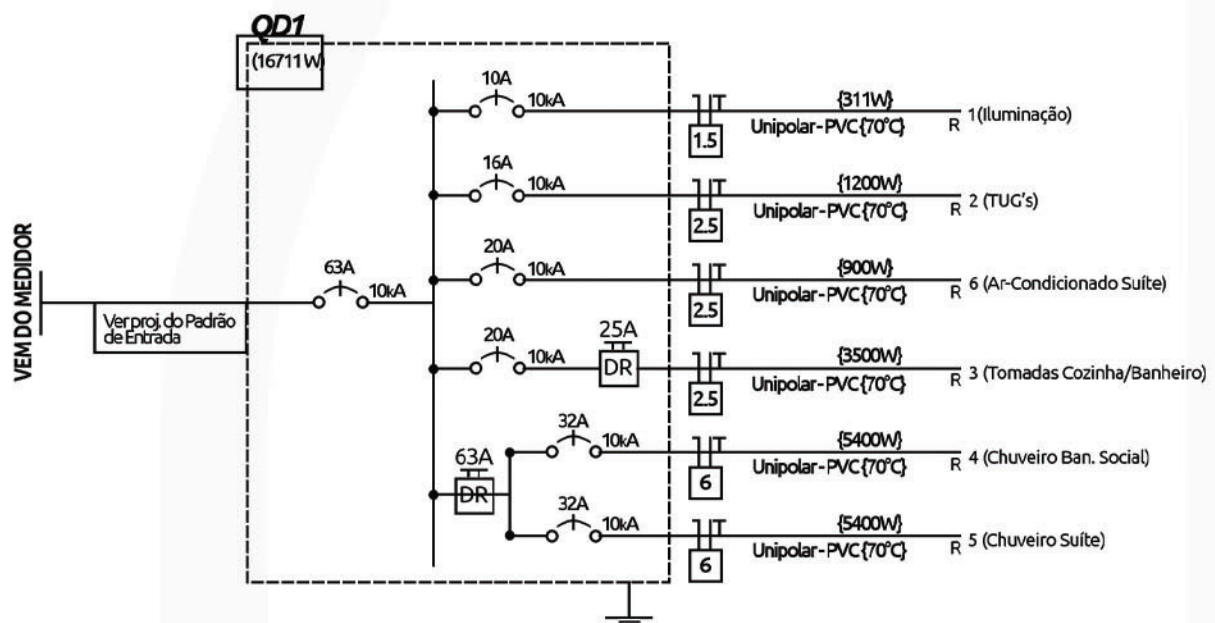 QD1
(16711W)
VEM DO MEDIDOR
Ver proj. do Padrão
de Entrada
63A
10kA
10A
10kA
1.5
{311W}
Unipolar-PVC{70°C}
R
1(Iluminação)
16A
10kA
2.5
{1200W}
Unipolar-PVC{70°C}
R
2 (TUG's)
20A
10kA
2.5
{900W}
Unipolar-PVC{70°C}
R
6 (Ar-Condicionado Suíte)
20A
10kA
25A
DR
2.5
{3500W}
Unipolar-PVC{70°C}
R
3 (Tomadas Cozinha/Banheiro)
63A
DR
32A
10kA
6
{5400W}
Unipolar-PVC{70°C}
R
4 (Chuveiro Ban. Social)
32A
10kA
6
{5400W}
Unipolar-PVC{70°C}
R
5 (Chuveiro Suíte)